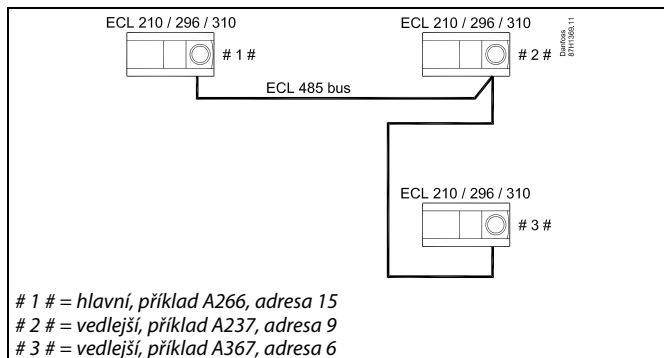 ECL 210 / 296 / 310
ECL 210 / 296 / 310
# 1 #
# 2 #
Danfoss
87H1369.11
ECL 485 bus
ECL 210 / 296 / 310
# 3 #
# 1 # = hlavní, příklad A266, adresa 15
# 2 # = vedlejší, příklad A237, adresa 9
# 3 # = vedlejší, příklad A367, adresa 6